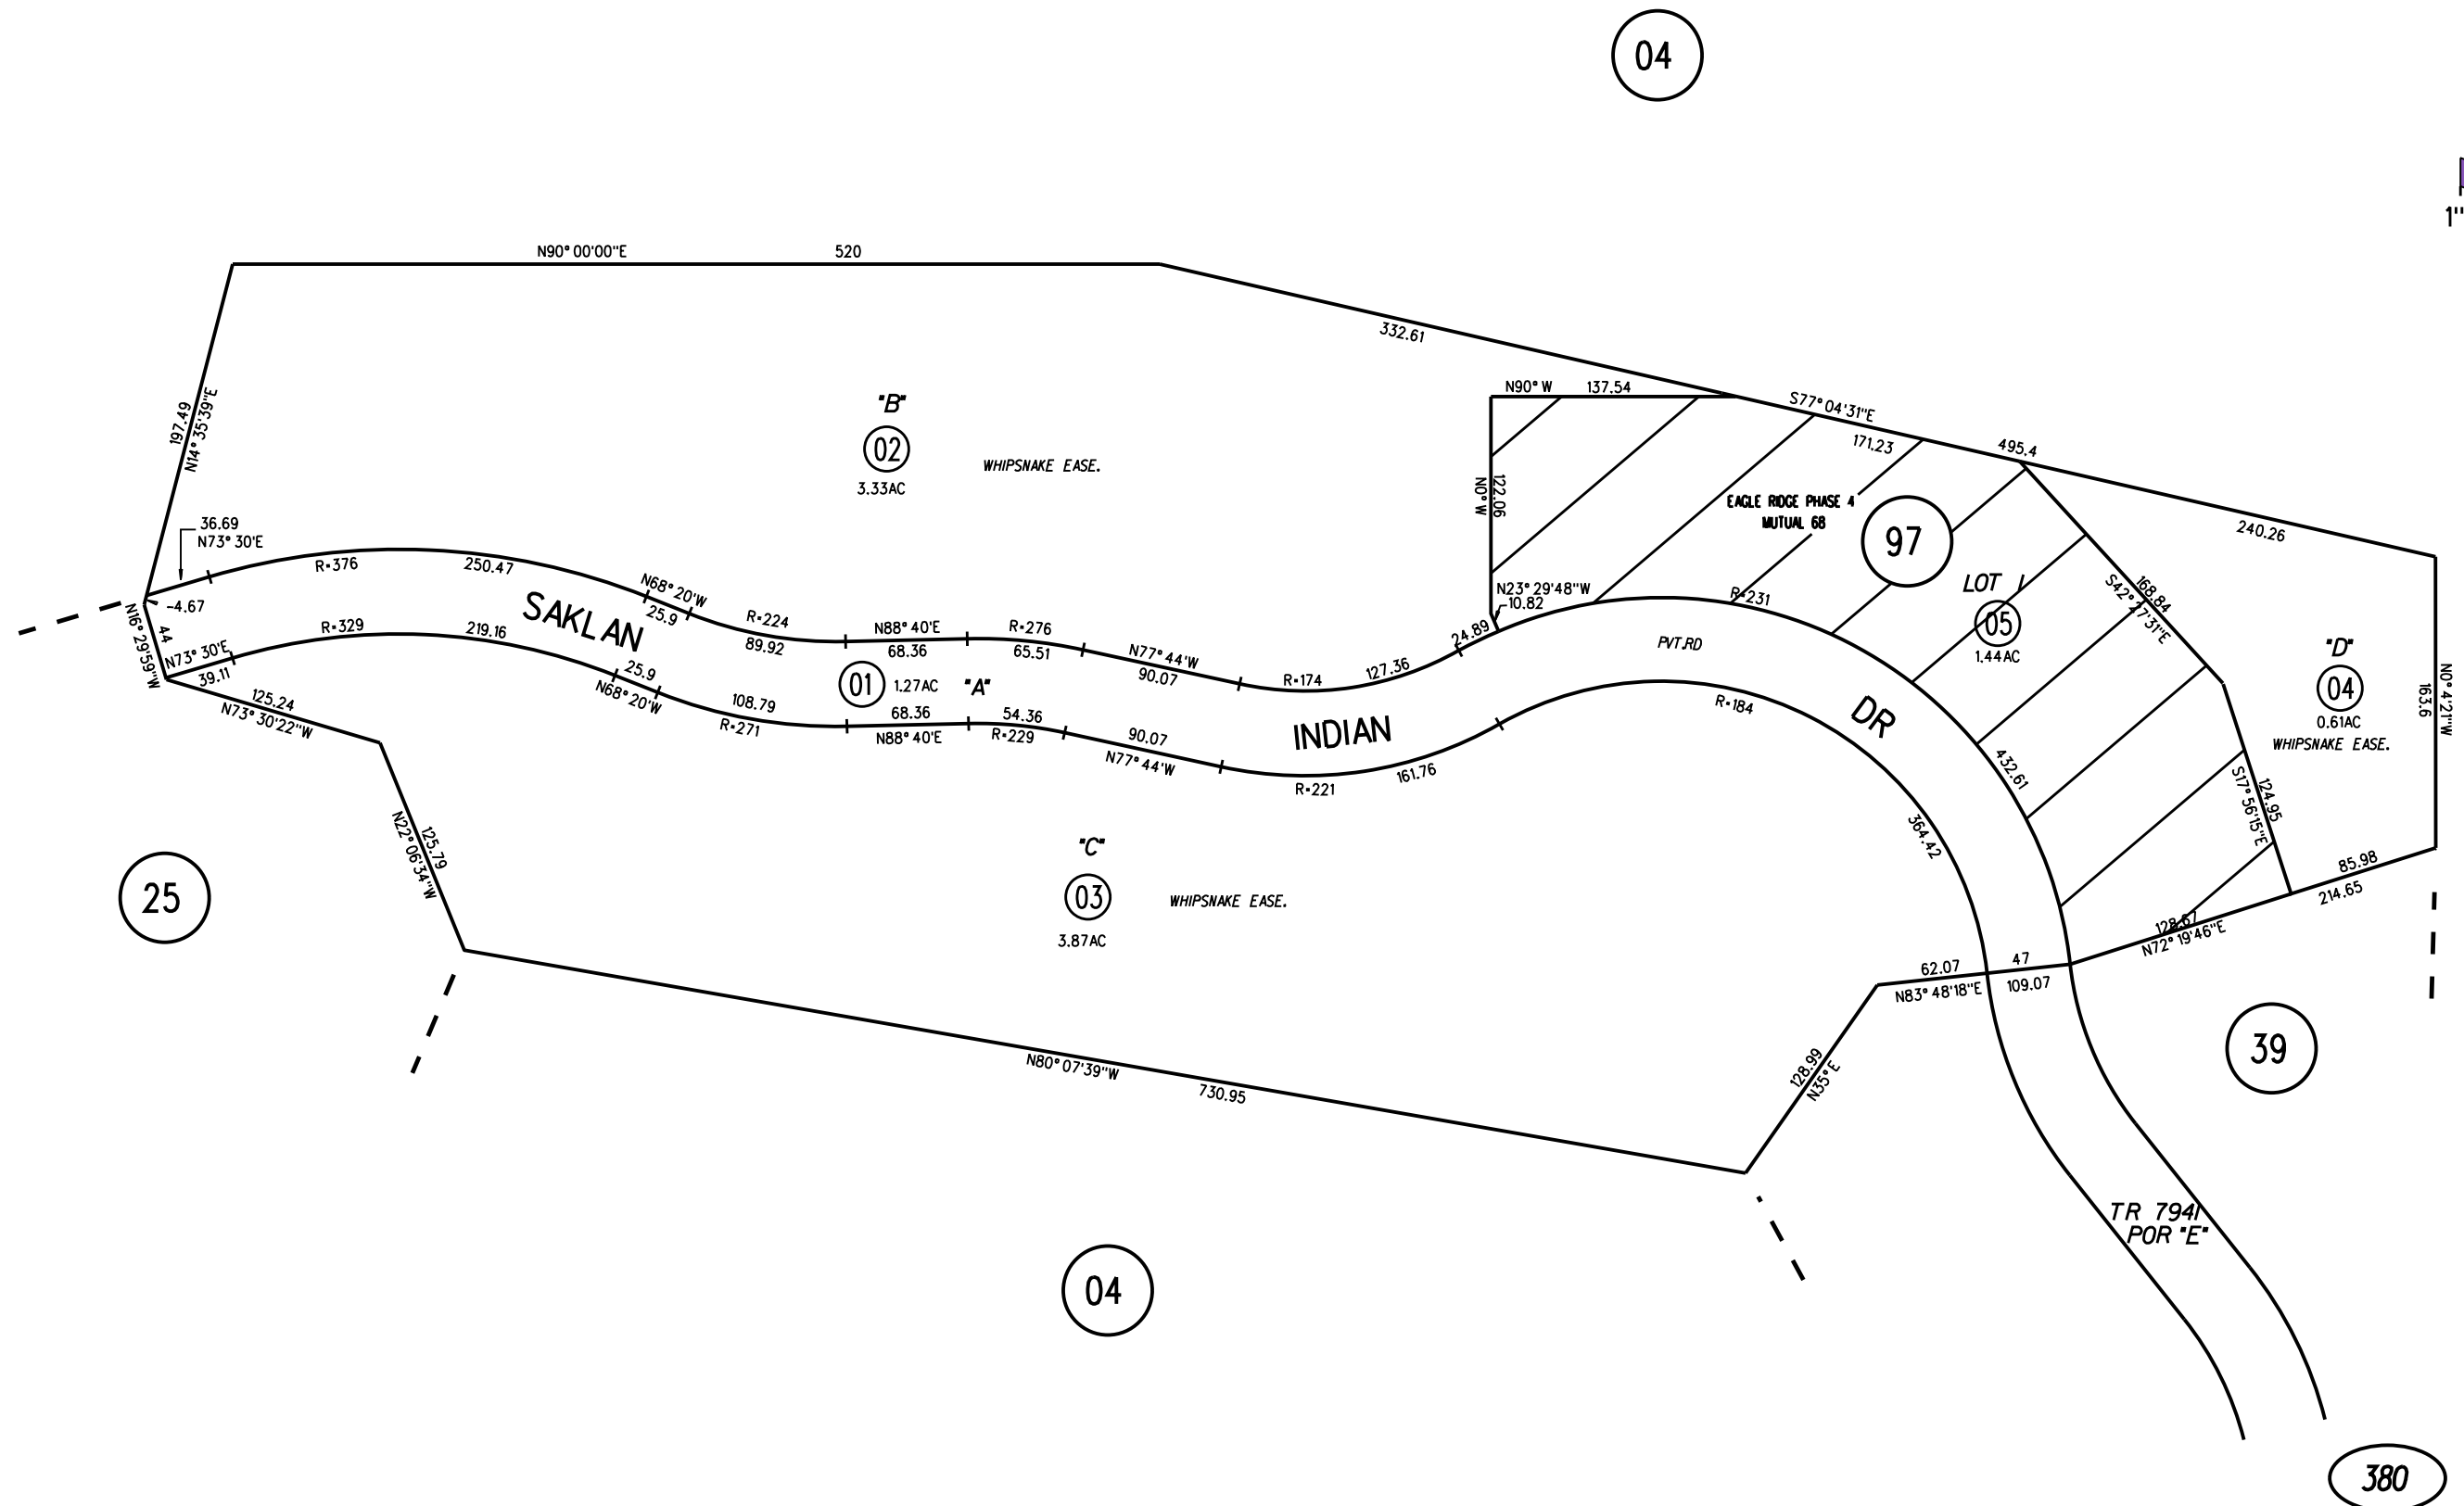 04
1"
N90° 00'00"E
520
332.61
197.49
N14° 35'39"E
"B"
02
3.33AC
WHIPSNAKE EASE.
N90° W
137.54
S77° 04'31"E
171.23
495.4
122.06
N0° W
EAGLE RIDGE PHASE 4
MUTUAL 68
97
240.26
36.69
N73° 30'E
R=376
250.47
N68° 20'W
25.9
R=224
89.92
N88° 40'E
68.36
R=276
65.51
N77° 44'W
90.07
R=174
127.36
24.89
N23° 29'48"W
10.82
R=231
LOT 1
05
1.44AC
168.84
S42° 27'31"E
-4.67
44
N16° 29'59"W
N73° 30'E
39.11
R=329
219.16
SAKLAN
25.9
N68° 20'W
108.79
R=271
01
1.27AC
"A"
68.36
N88° 40'E
54.36
R=229
90.07
N77° 44'W
INDIAN
R=221
161.76
PVT.RD
R=184
DR
432.61
364.42
"D"
04
0.61AC
WHIPSNAKE EASE.
N0° 4'21"W
163.6
124.95
S17° 56'15"E
85.98
214.65
128.67
N72° 19'46"E
125.24
N73° 30'22"W
125.79
N22° 06'34"W
25
"C"
03
3.87AC
WHIPSNAKE EASE.
62.07
47
N83° 48'18"E
109.07
39
128.99
N35° E
N80° 07'39"W
730.95
TR 7941
POR "E"
04
380